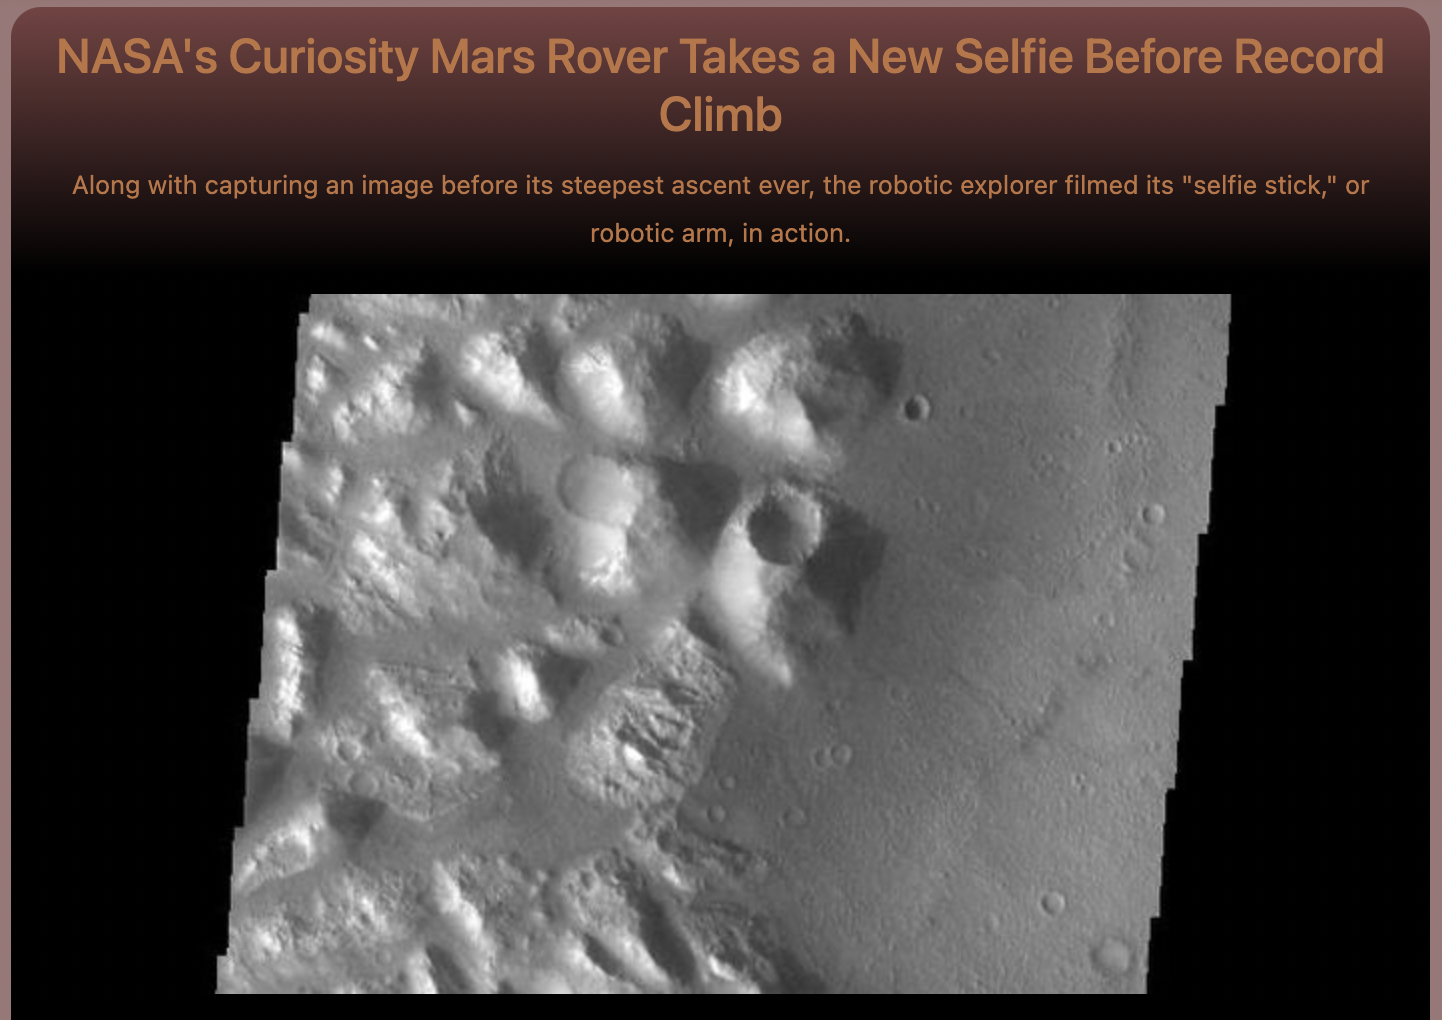 NASA's Curiosity Mars Rover Takes a New Selfie Before Record
Climb
Along with capturing an image before its steepest ascent ever, the robotic explorer filmed its "selfie stick," or
robotic arm, in action.